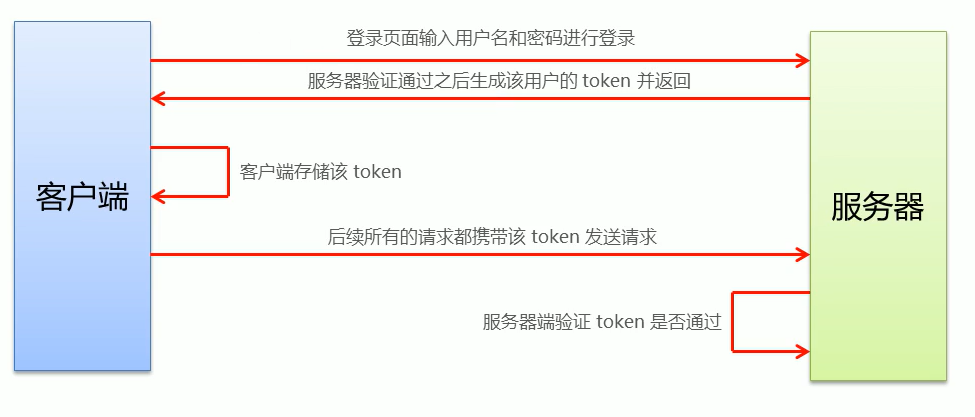 登录页面输入用户名和密码进行登录
服务器验证通过之后生成该用户的 token 并返回
客户端存储该 token
客户端
服务器
后续所有的请求都携带该 token 发送请求
服务器端验证 token 是否通过